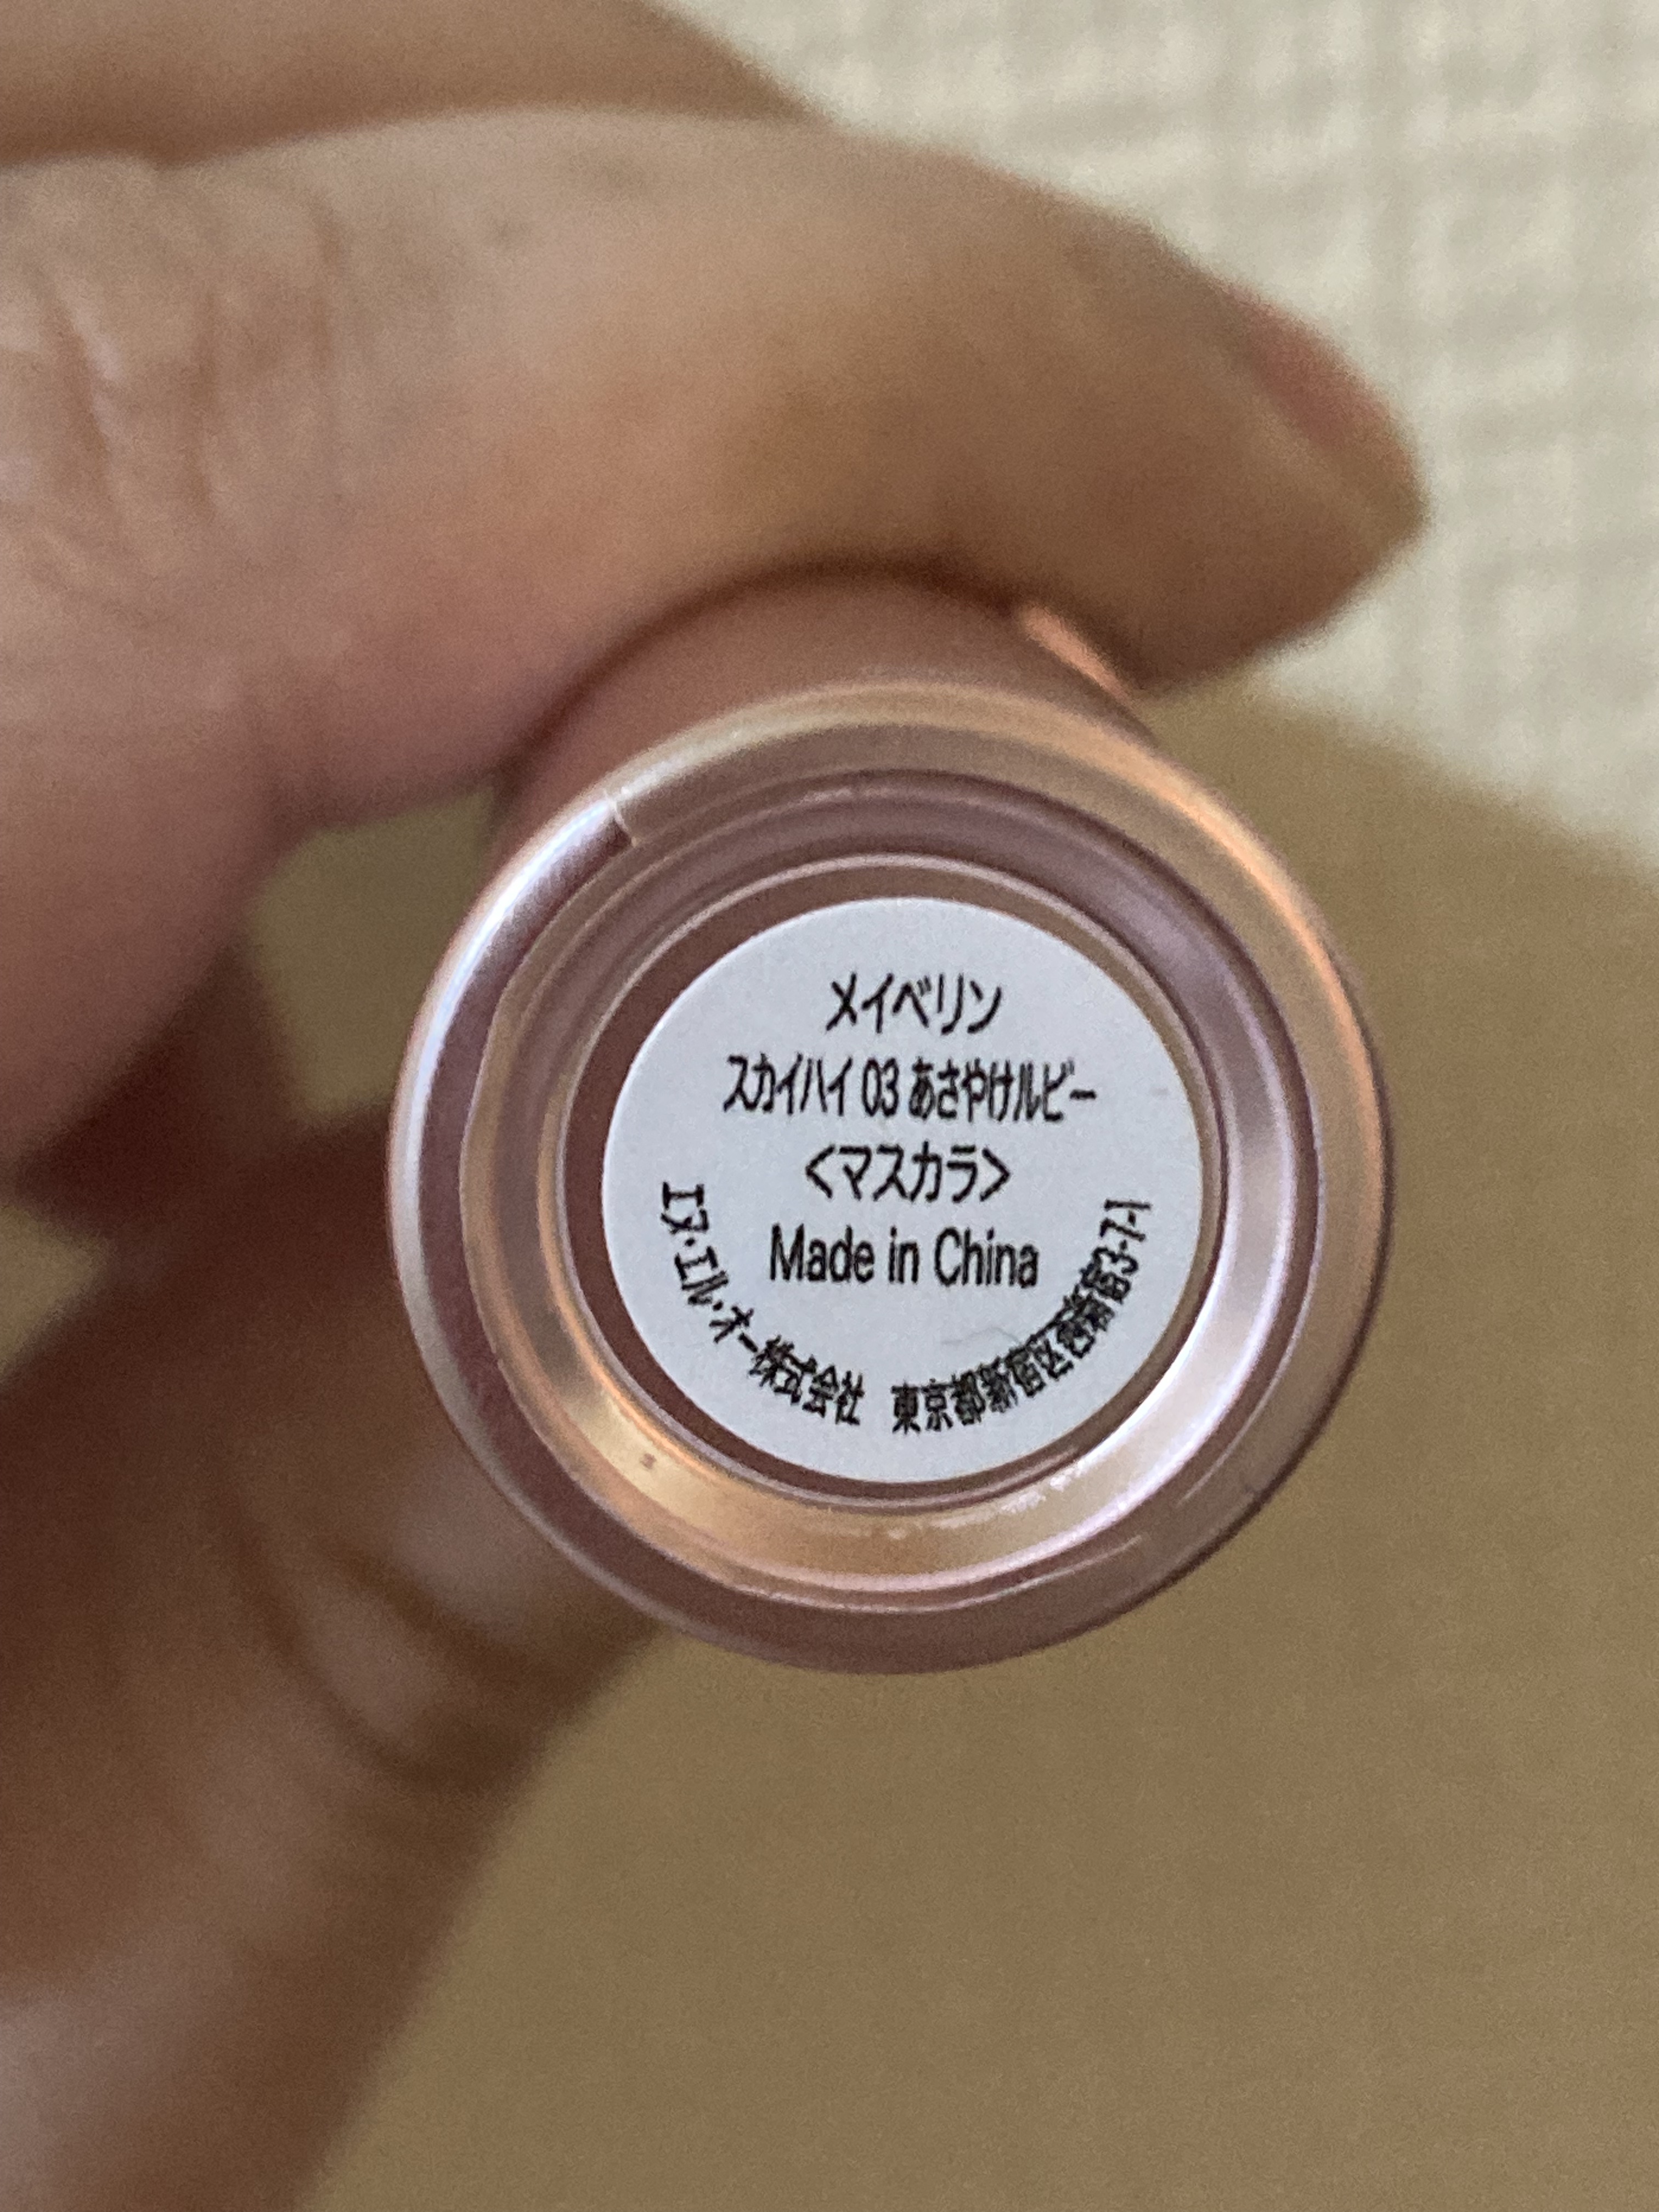 メイベリン
スカイハイ 03 あさやけルビー
<マスカラ>
Made in China
エヌ・エル・オー株式会社 東京都新宿区西新宿3-7-1